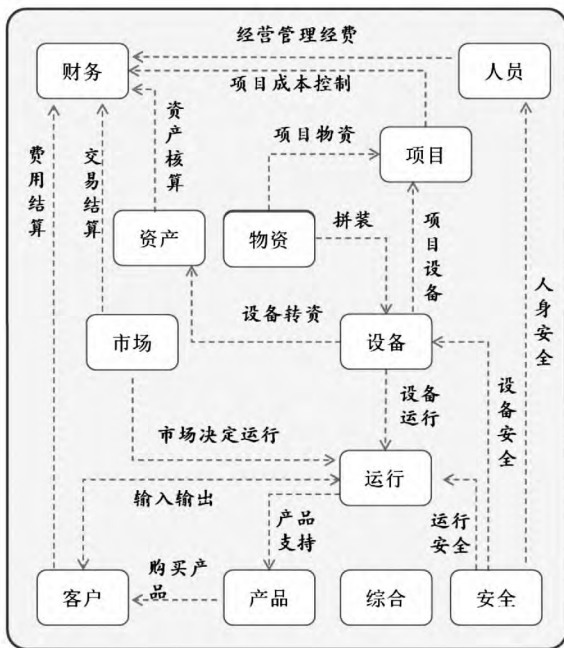 经营管理经费
财务
人员
项目成本控制
资产核算
项目物资
项目
费用结算
交易结算
资产
物资
拼装
项目设备
人身安全
设备转资
市场
设备
设备安全
设备
运行
市场决定运行
运行
输入输出
产品
支持
运行
安全
购买产
品
客户
产品
综合
安全